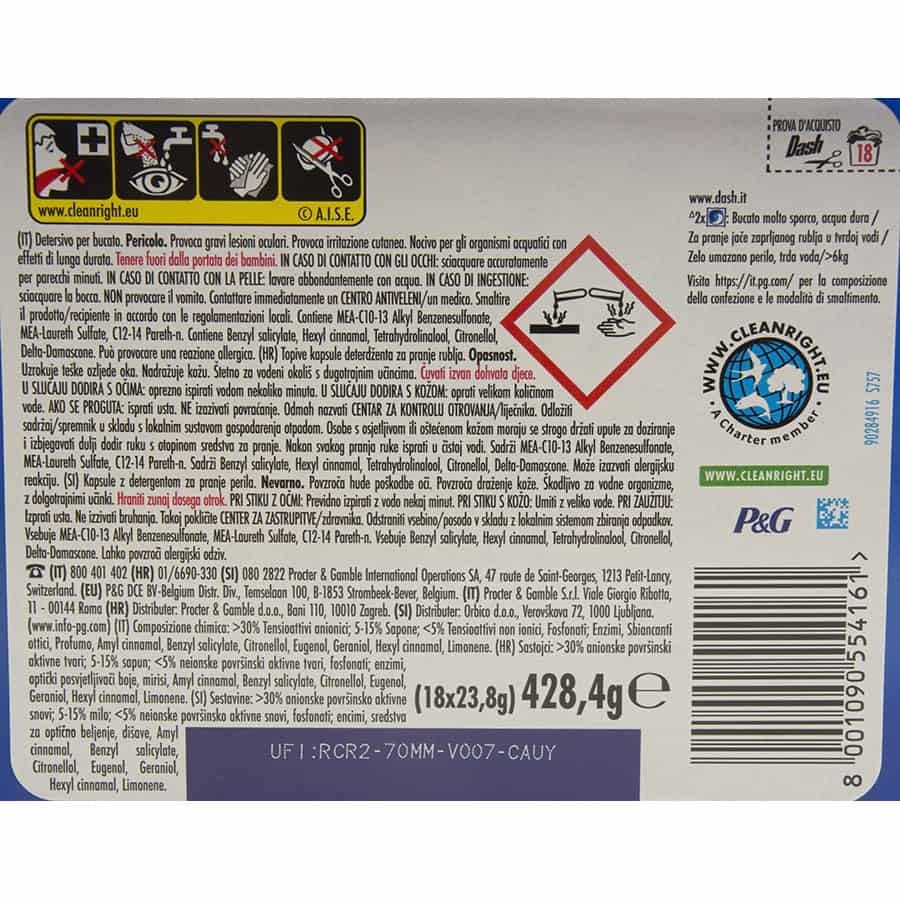 www.cleanright.eu
© A.I.S.E.
PROVA D'ACQUISTO
Dash
18
www.dash.it
2x : Bucato molto sporco, acqua dura /
Za pranje jače zaprljanog rublja u tvrdoj vodi /
Zelo umazano perilo, trda voda/>6kg
Visita https://it.pg.com/ per la composizione
della confezione e le modalità di smaltimento.
(IT) Detersivo per bucato. Pericolo. Provoca gravi lesioni oculari. Provoca irritazione cutanea. Nocivo per gli organismi acquatici con
effetti di lunga durata. Tenere fuori dalla portata dei bambini. IN CASO DI CONTATTO CON GLI OCCHI: sciacquare accuratamente
per parecchi minuti. IN CASO DI CONTATTO CON LA PELLE: lavare abbondantemente con acqua. IN CASO DI INGESTIONE:
sciacquare la bocca. NON provocare il vomito. Contattare immediatamente un CENTRO ANTIVELENI/un medico. Smaltire
il prodotto/recipiente in accordo con le regolamentazioni locali. Contiene MEA-C10-13 Alkyl Benzenesulfonate,
MEA-Laureth Sulfate, C12-14 Pareth-n. Contiene Benzyl salicylate, Hexyl cinnamal, Tetrahydrolinalool, Citronellol,
Delta-Damascone. Può provocare una reazione allergica. (HR) Topive kapsule deterdženta za pranje rublja. Opasnost.
Uzrokuje teške ozljede oka. Nadražuje kožu. Štetno za vodeni okoliš s dugotrajnim učincima. Čuvati izvan dohvata djece.
U SLUČAJU DODIRA S OČIMA: oprezno ispirati vodom nekoliko minuta. U SLUČAJU DODIRA S KOŽOM: oprati velikom količinom
vode. AKO SE PROGUTA: isprati usta. NE izazivati povraćanje. Odmah nazvati CENTAR ZA KONTROLU OTROVANJA/liječnika. Odložiti
sadržaj/spremnik u skladu s lokalnim sustavom gospodarenja otpadom. Osobe s osjetljivom ili oštećenom kožom moraju se strogo držati upute za doziranje
i izbjegavati dulji dodir ruku s otopinom sredstva za pranje. Nakon svakog pranja ruke isprati u čistoj vodi. Sadrži MEA-C10-13 Alkyl Benzenesulfonate,
MEA-Laureth Sulfate, C12-14 Pareth-n. Sadrži Benzyl salicylate, Hexyl cinnamal, Tetrahydrolinalool, Citronellol, Delta-Damascone. Može izazvati alergijsku
reakciju. (SI) Kapsule z detergentom za pranje perila. Nevarno. Povzroča hude poškodbe oči. Povzroča draženje kože. Škodljivo za vodne organizme,
z dolgotrajnimi učinki. Hraniti zunaj dosega otrok. PRI STIKU Z OČMI: Previdno izpirati z vodo nekaj minut. PRI STIKU S KOŽO: Umiti z veliko vode. PRI ZAUŽITJU:
Izprati usta. Ne izzivati bruhanja. Takoj pokličite CENTER ZA ZASTRUPITVE/zdravnika. Odstraniti vsebino/posodo v skladu z lokalnim sistemom zbiranja odpadkov.
Vsebuje MEA-C10-13 Alkyl Benzenesulfonate, MEA-Laureth Sulfate, C12-14 Pareth-n. Vsebuje Benzyl salicylate, Hexyl cinnamal, Tetrahydrolinalool, Citronellol,
Delta-Damascone. Lahko povzroči alergijski odziv.
☎ (IT) 800 401 402 (HR) 01/6690-330 (SI) 080 2822 Procter & Gamble International Operations SA, 47 route de Saint-Georges, 1213 Petit-Lancy,
Switzerland. (EU) P&G DCE BV-Belgium Distr. Div., Temselaan 100, B-1853 Strombeek-Bever, Belgium. (IT) Procter & Gamble S.r.l. Viale Giorgio Ribotta,
11 - 00144 Roma (HR) Distributer: Procter & Gamble d.o.o., Bani 110, 10010 Zagreb. (SI) Distributer: Orbico d.o.o., Verovškova 72, 1000 Ljubljana.
(www.info-pg.com) (IT) Composizione chimica: >30% Tensioattivi anionici; 5-15% Sapone; <5% Tensioattivi non ionici, Fosfonati; Enzimi, Sbiancanti
ottici, Profumo, Amyl cinnamal, Benzyl salicylate, Citronellol, Eugenol, Geraniol, Hexyl cinnamal, Limonene. (HR) Sastojci: >30% anionske površinski
aktivne tvari; 5-15% sapun; <5% neionske površinski aktivne tvari, fosfonati; enzimi,
optički posvjetljivači boje, mirisi, Amyl cinnamal, Benzyl salicylate, Citronellol, Eugenol,
Geraniol, Hexyl cinnamal, Limonene. (SI) Sestavine: >30% anionske površinsko aktivne
snovi; 5-15% milo; <5% neionske površinsko aktivne snovi, fosfonati; encimi, sredstva
za optično beljenje, dišave, Amyl
cinnamal, Benzyl salicylate,
Citronellol, Eugenol, Geraniol,
Hexyl cinnamal, Limonene.
(18x23,8g) 428,4g ℮
UFI:RCR2-70MM-V007-CAUY
WWW.CLEANRIGHT.EU
A Charter member
WWW.CLEANRIGHT.EU
P&G
90284916 S757
8 001090 554161 >